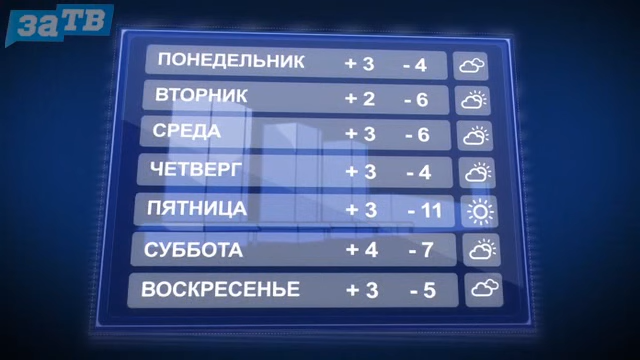 заТВ
ПОНЕДЕЛЬНИК + 3 - 4
ВТОРНИК + 2 - 6
СРЕДА + 3 - 6
ЧЕТВЕРГ + 3 - 4
ПЯТНИЦА + 3 - 11
СУББОТА + 4 - 7
ВОСКРЕСЕНЬЕ + 3 - 5